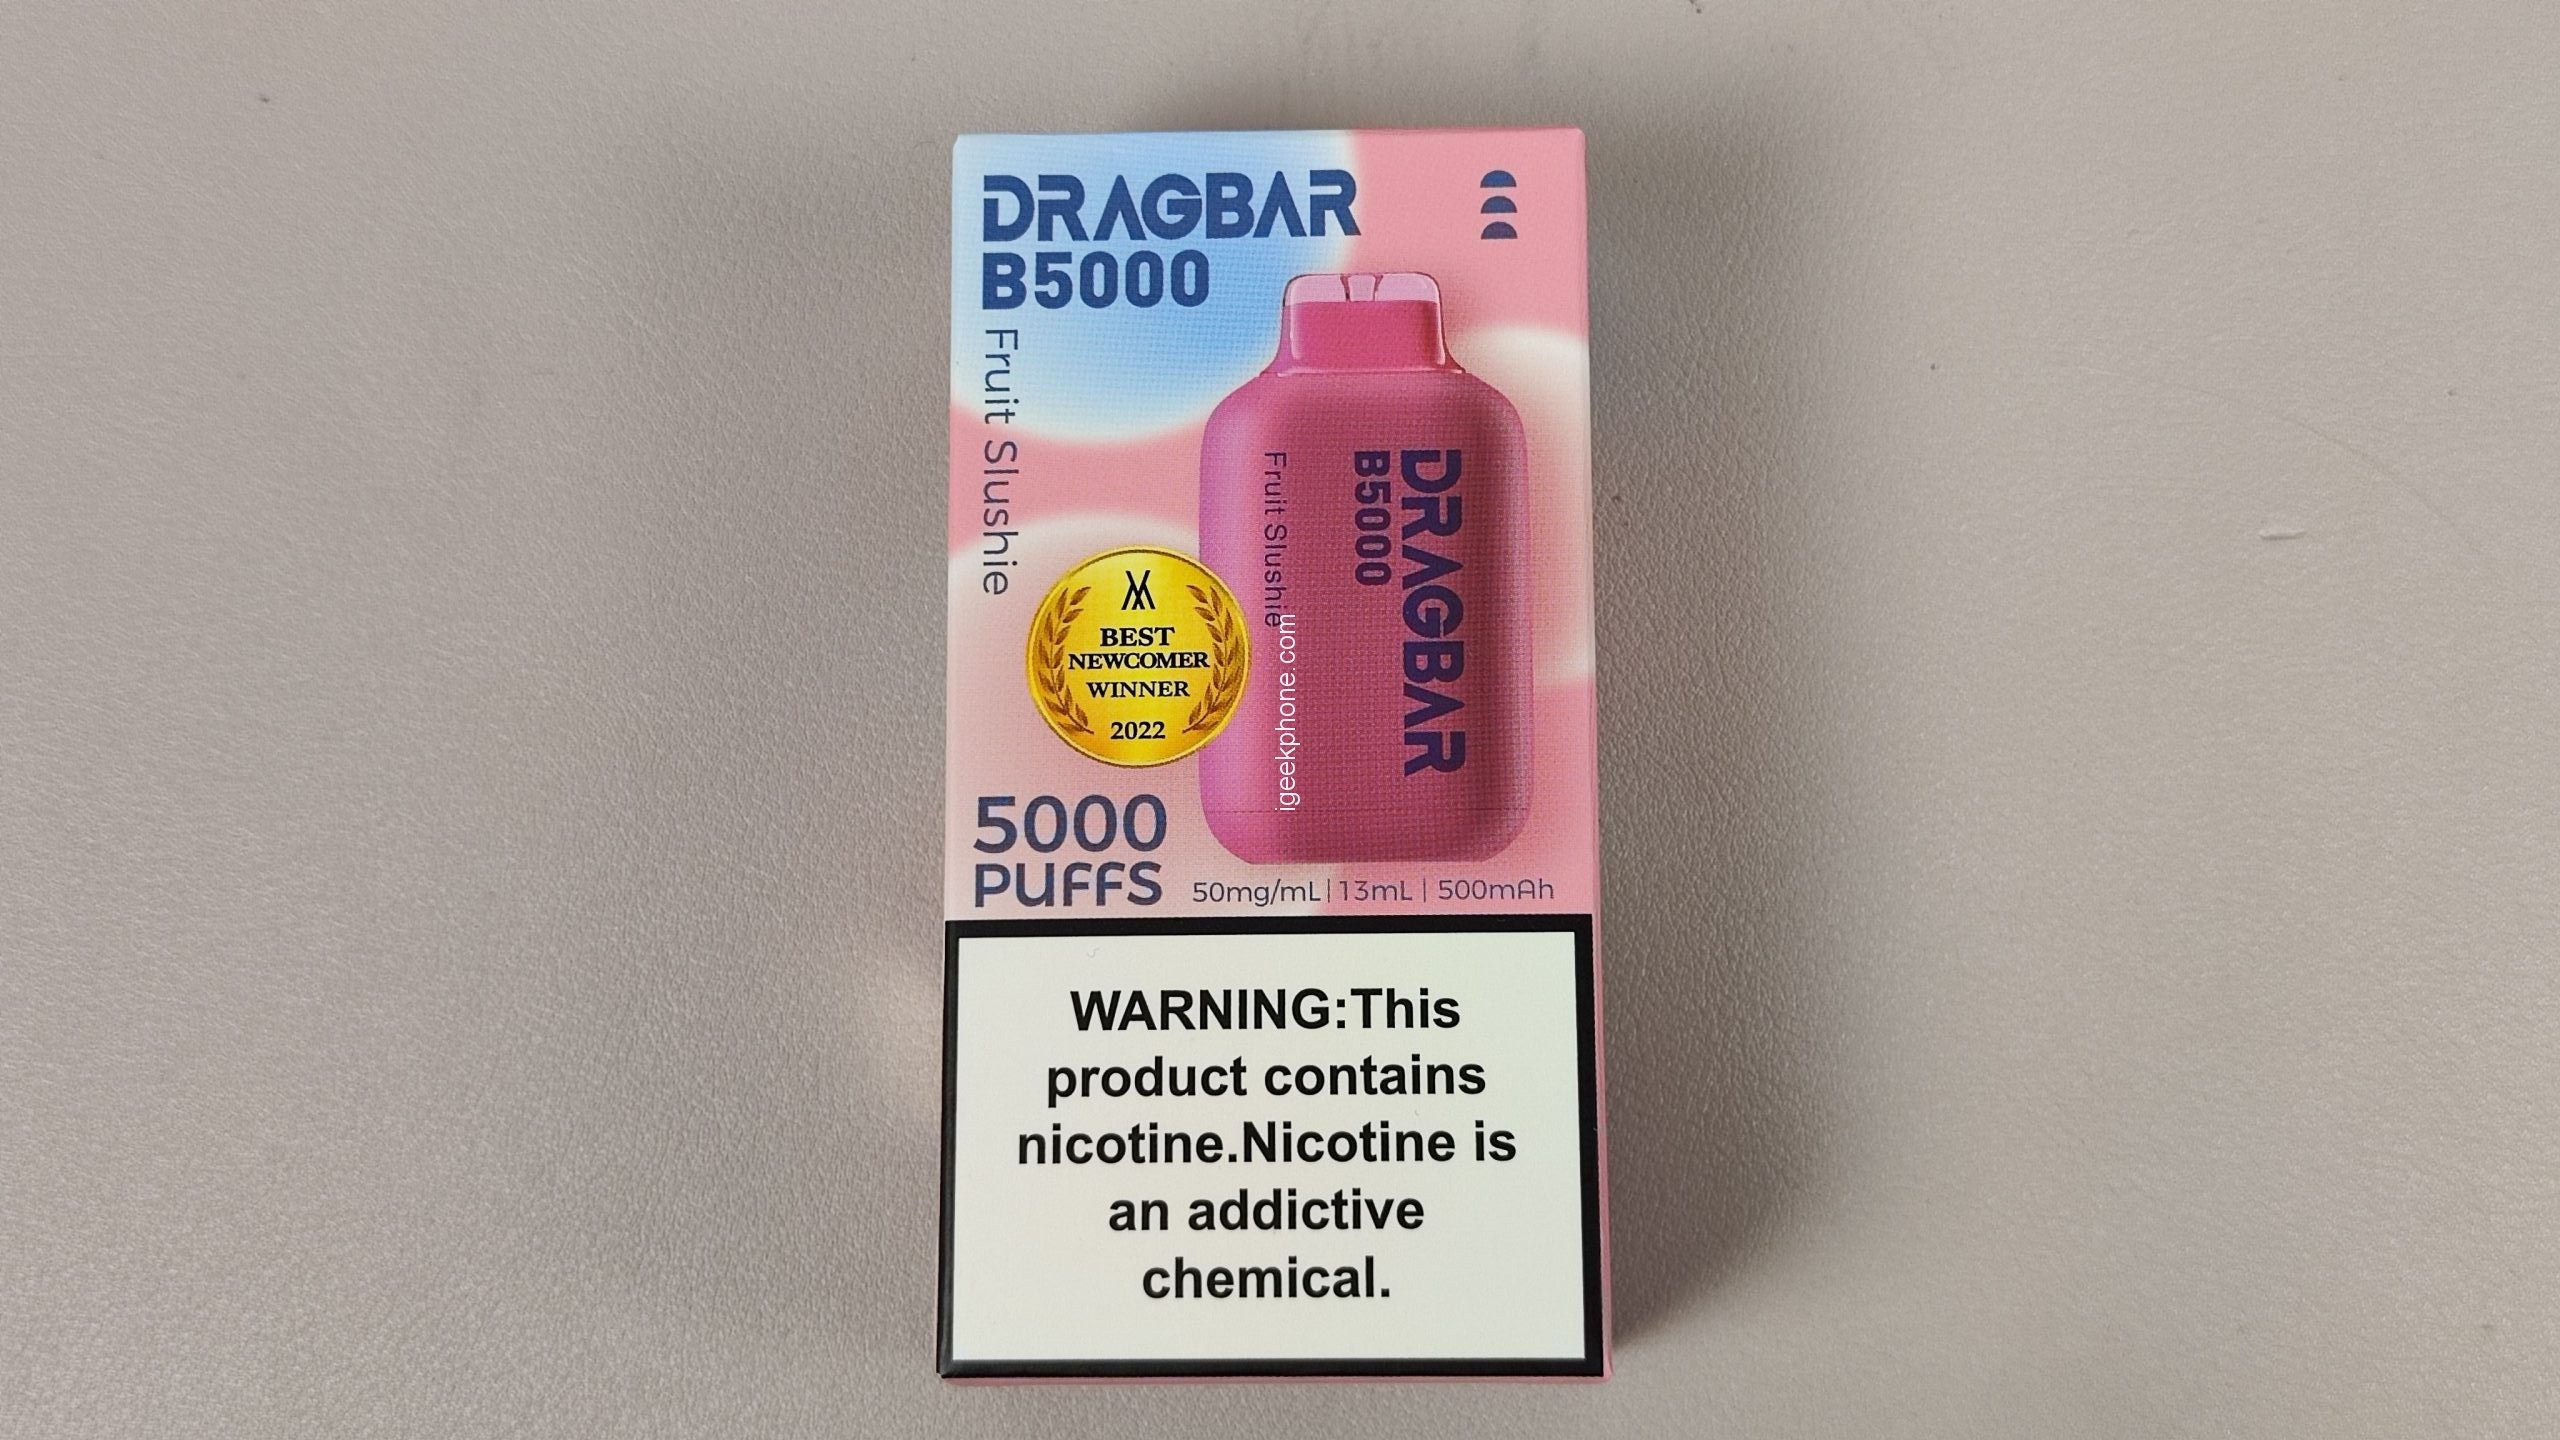 DRAGBAR
B5000
Fruit Slushie
DRAGBAR
B5000
Fruit Slushie
igeekphone.com
BEST
NEWCOMER
WINNER
2022
5000
PUFFS
50mg/mL|13mL|500mAh
WARNING:This
product contains
nicotine.Nicotine is
an addictive
chemical.